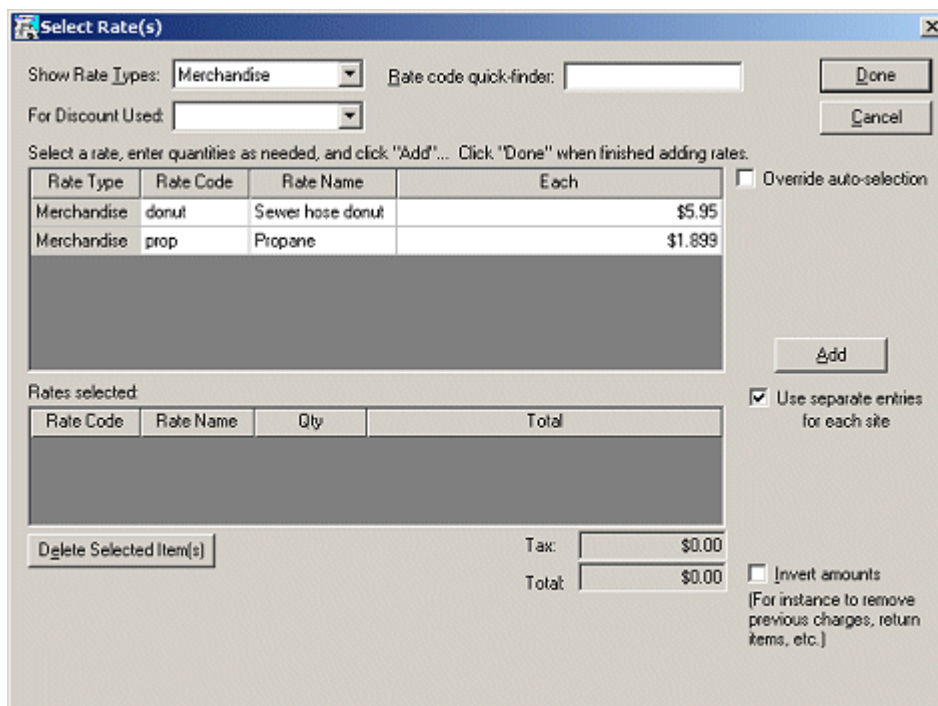 Select Rate(s)
Show Rate Types: Merchandise Rate code quick-finder: Done
For Discount Used: Cancel
Select a rate, enter quantities as needed, and click "Add"... Click "Done" when finished adding rates.
Rate Type Rate Code Rate Name Each Override auto-selection
Merchandise donut Sewer hose donut $5.95
Merchandise prop Propane $1.899
Add
Rates selected: Use separate entries
Rate Code Rate Name Qty Total for each site
Delete Selected Item(s) Tax: $0.00
Total: $0.00 Invert amounts
(For instance to remove
previous charges, return
items, etc.)